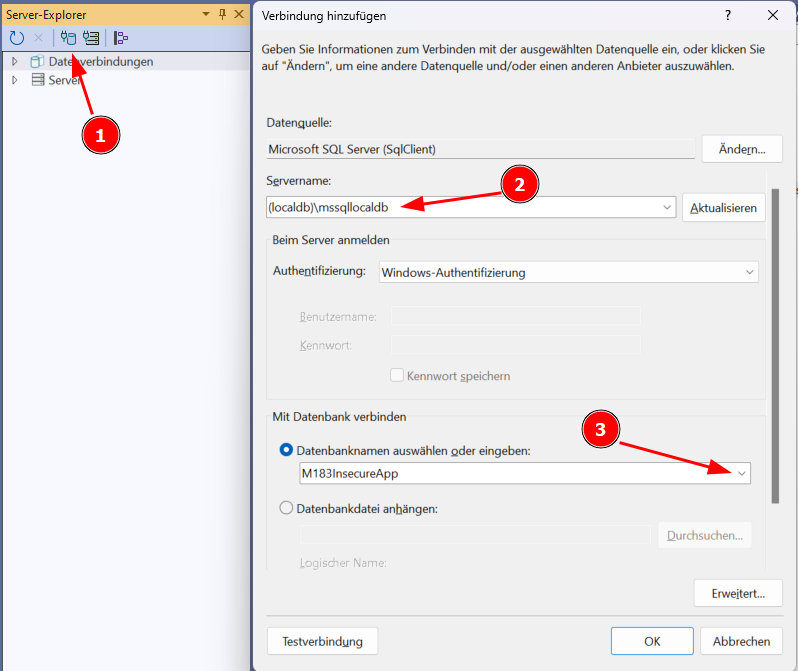 Server-Explorer
Datenverbindungen
Server
1
Verbindung hinzufügen
?
Geben Sie Informationen zum Verbinden mit der ausgewählten Datenquelle ein, oder klicken Sie
auf "Ändern", um eine andere Datenquelle und/oder einen anderen Anbieter auszuwählen.
Datenquelle:
Microsoft SQL Server (SqlClient)
Ändern...
Servername:
2
(localdb)\mssqllocaldb
Aktualisieren
Beim Server anmelden
Authentifizierung:
Windows-Authentifizierung
Benutzername:
Kennwort:
Kennwort speichern
Mit Datenbank verbinden
3
Datenbanknamen auswählen oder eingeben:
M183InsecureApp
Datenbankdatei anhängen:
Durchsuchen...
Logischer Name:
Erweitert...
Testverbindung
OK
Abbrechen